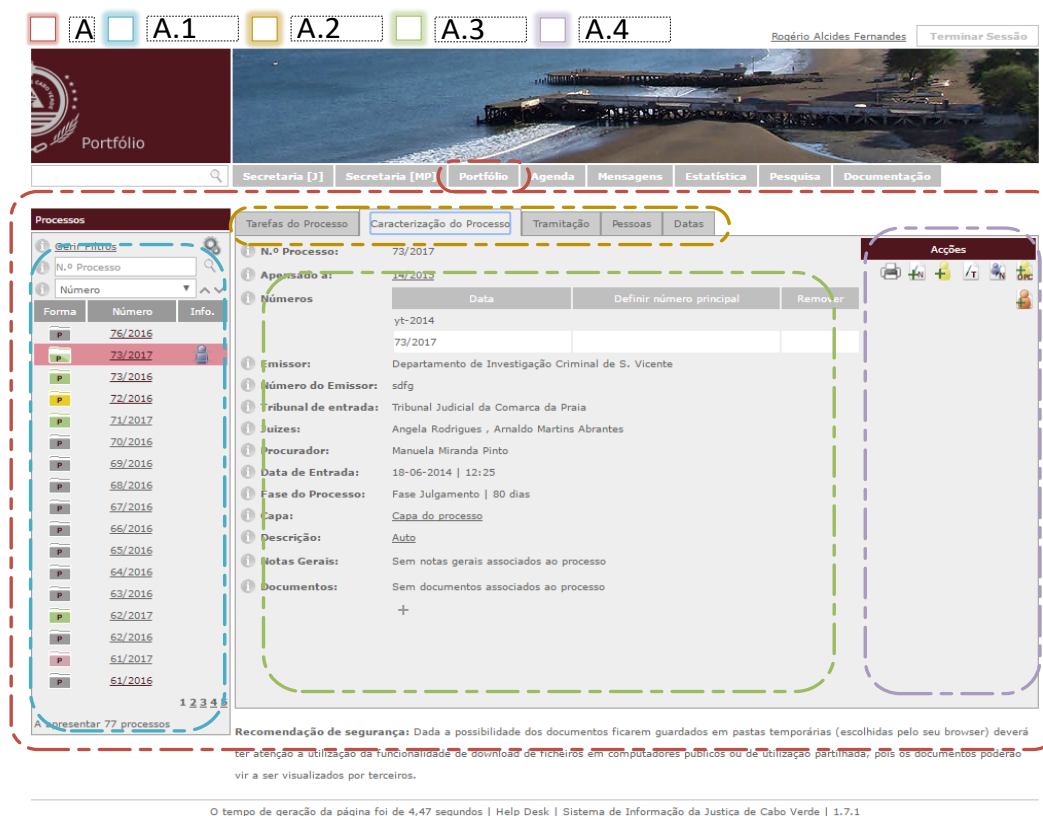 A A.1 A.2 A.3 A.4
Rogério Alcides Fernandes Terminar Sessão
Portfólio
Secretaria [J] Secretaria [MP] Portfólio Agenda Mensagens Estatística Pesquisa Documentação
Processos
Gerir Filtros
N.º Processo
Número
Forma Número Info.
P 76/2016
P 73/2017
P 73/2016
P 72/2016
P 71/2017
P 70/2016
P 69/2016
P 68/2016
P 67/2016
P 66/2016
P 65/2016
P 64/2016
P 63/2016
P 62/2017
P 62/2016
P 61/2017
P 61/2016
1 2 3 4 5
A apresentar 77 processos
Tarefas do Processo Caracterização do Processo Tramitação Pessoas Datas
N.º Processo: 73/2017
Apensado a: 14/2015
Números Data Definir número principal Remover
yt-2014
73/2017
Emissor: Departamento de Investigação Criminal de S. Vicente
Número do Emissor: sdfg
Tribunal de entrada: Tribunal Judicial da Comarca da Praia
Juizes: Angela Rodrigues , Arnaldo Martins Abrantes
Procurador: Manuela Miranda Pinto
Data de Entrada: 18-06-2014 | 12:25
Fase do Processo: Fase Julgamento | 80 dias
Capa: Capa do processo
Descrição: Auto
Notas Gerais: Sem notas gerais associados ao processo
Documentos: Sem documentos associados ao processo
+
Acções
N /T N OPC
Recomendação de segurança: Dada a possibilidade dos documentos ficarem guardados em pastas temporárias (escolhidas pelo seu browser) deverá
ter atenção a utilização da funcionalidade de download de ficheiros em computadores publicos ou de utilização partilhada, pois os documentos poderão
vir a ser visualizados por terceiros.
O tempo de geração da página foi de 4,47 segundos | Help Desk | Sistema de Informação da Justiça de Cabo Verde | 1.7.1